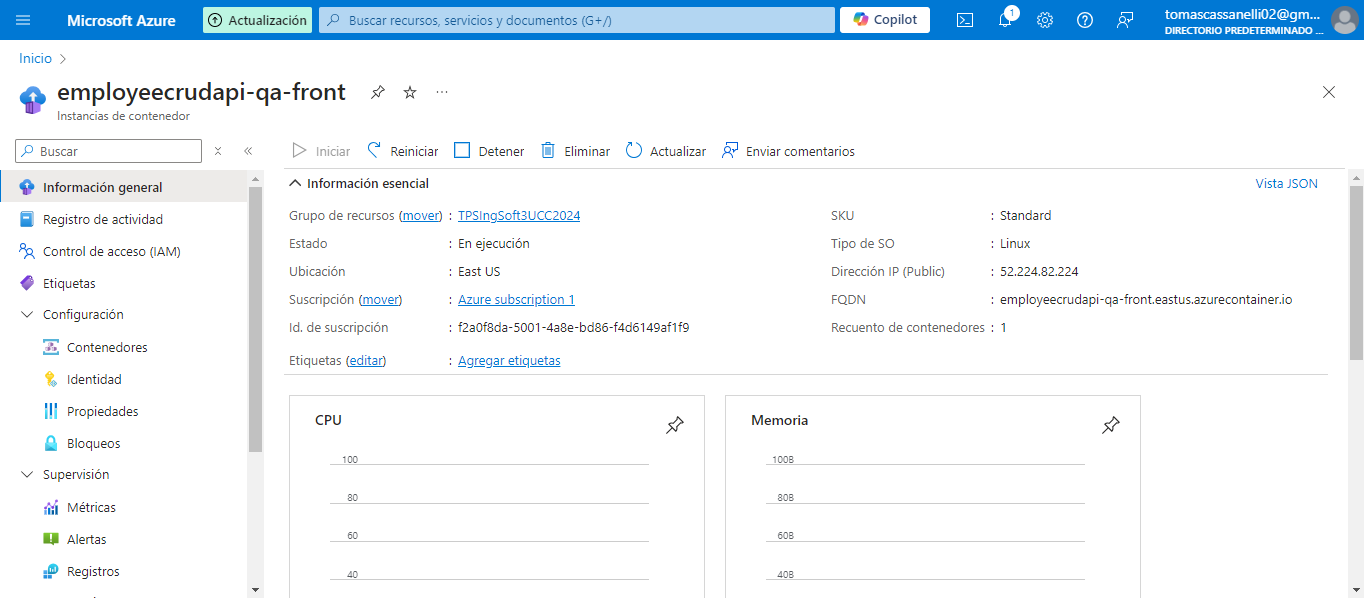 Microsoft Azure
Actualización
Buscar recursos, servicios y documentos (G+/)
Copilot
1
tomascassanelli02@gm...
DIRECTORIO PREDETERMINADO ...
Inicio
employeecrudapi-qa-front
...
Instancias de contenedor
Buscar
Iniciar
Reiniciar
Detener
Eliminar
Actualizar
Enviar comentarios
Información general
Registro de actividad
Control de acceso (IAM)
Etiquetas
Configuración
Contenedores
Identidad
Propiedades
Bloqueos
Supervisión
Métricas
Alertas
Registros
Información esencial
Vista JSON
Grupo de recursos (mover) : TPSIngSoft3UCC2024
Estado : En ejecución
Ubicación : East US
Suscripción (mover) : Azure subscription 1
Id. de suscripción : f2a0f8da-5001-4a8e-bd86-f4d6149af1f9
Etiquetas (editar) : Agregar etiquetas
SKU : Standard
Tipo de SO : Linux
Dirección IP (Public) : 52.224.82.224
FQDN : employeecrudapi-qa-front.eastus.azurecontainer.io
Recuento de contenedores : 1
CPU
100
80
60
40
Memoria
100B
80B
60B
40B